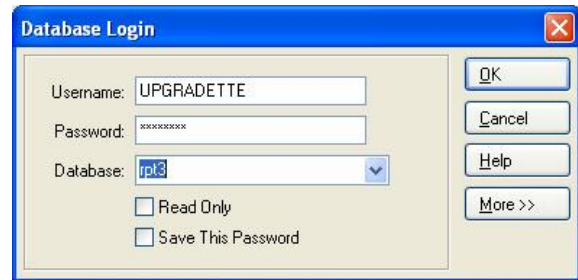 Database Login
Username: UPGRADETTE
Password: ********
Database: rpt3
Read Only
Save This Password
OK
Cancel
Help
More >>